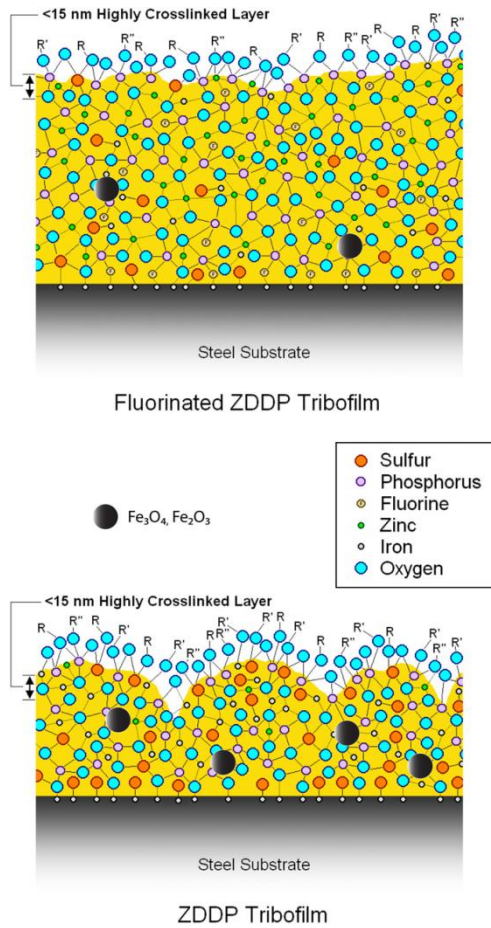 <15 nm Highly Crosslinked Layer
R' R R" R' R R' R" R R' R" R' R" R
Steel Substrate
Fluorinated ZDDP Tribofilm
Sulfur
Phosphorus
F Fluorine
Zinc
Iron
Oxygen
Fe₃O₄, Fe₂O₃
<15 nm Highly Crosslinked Layer
R R" R' R R" R' R R" R' R R" R' R R' R"
Steel Substrate
ZDDP Tribofilm